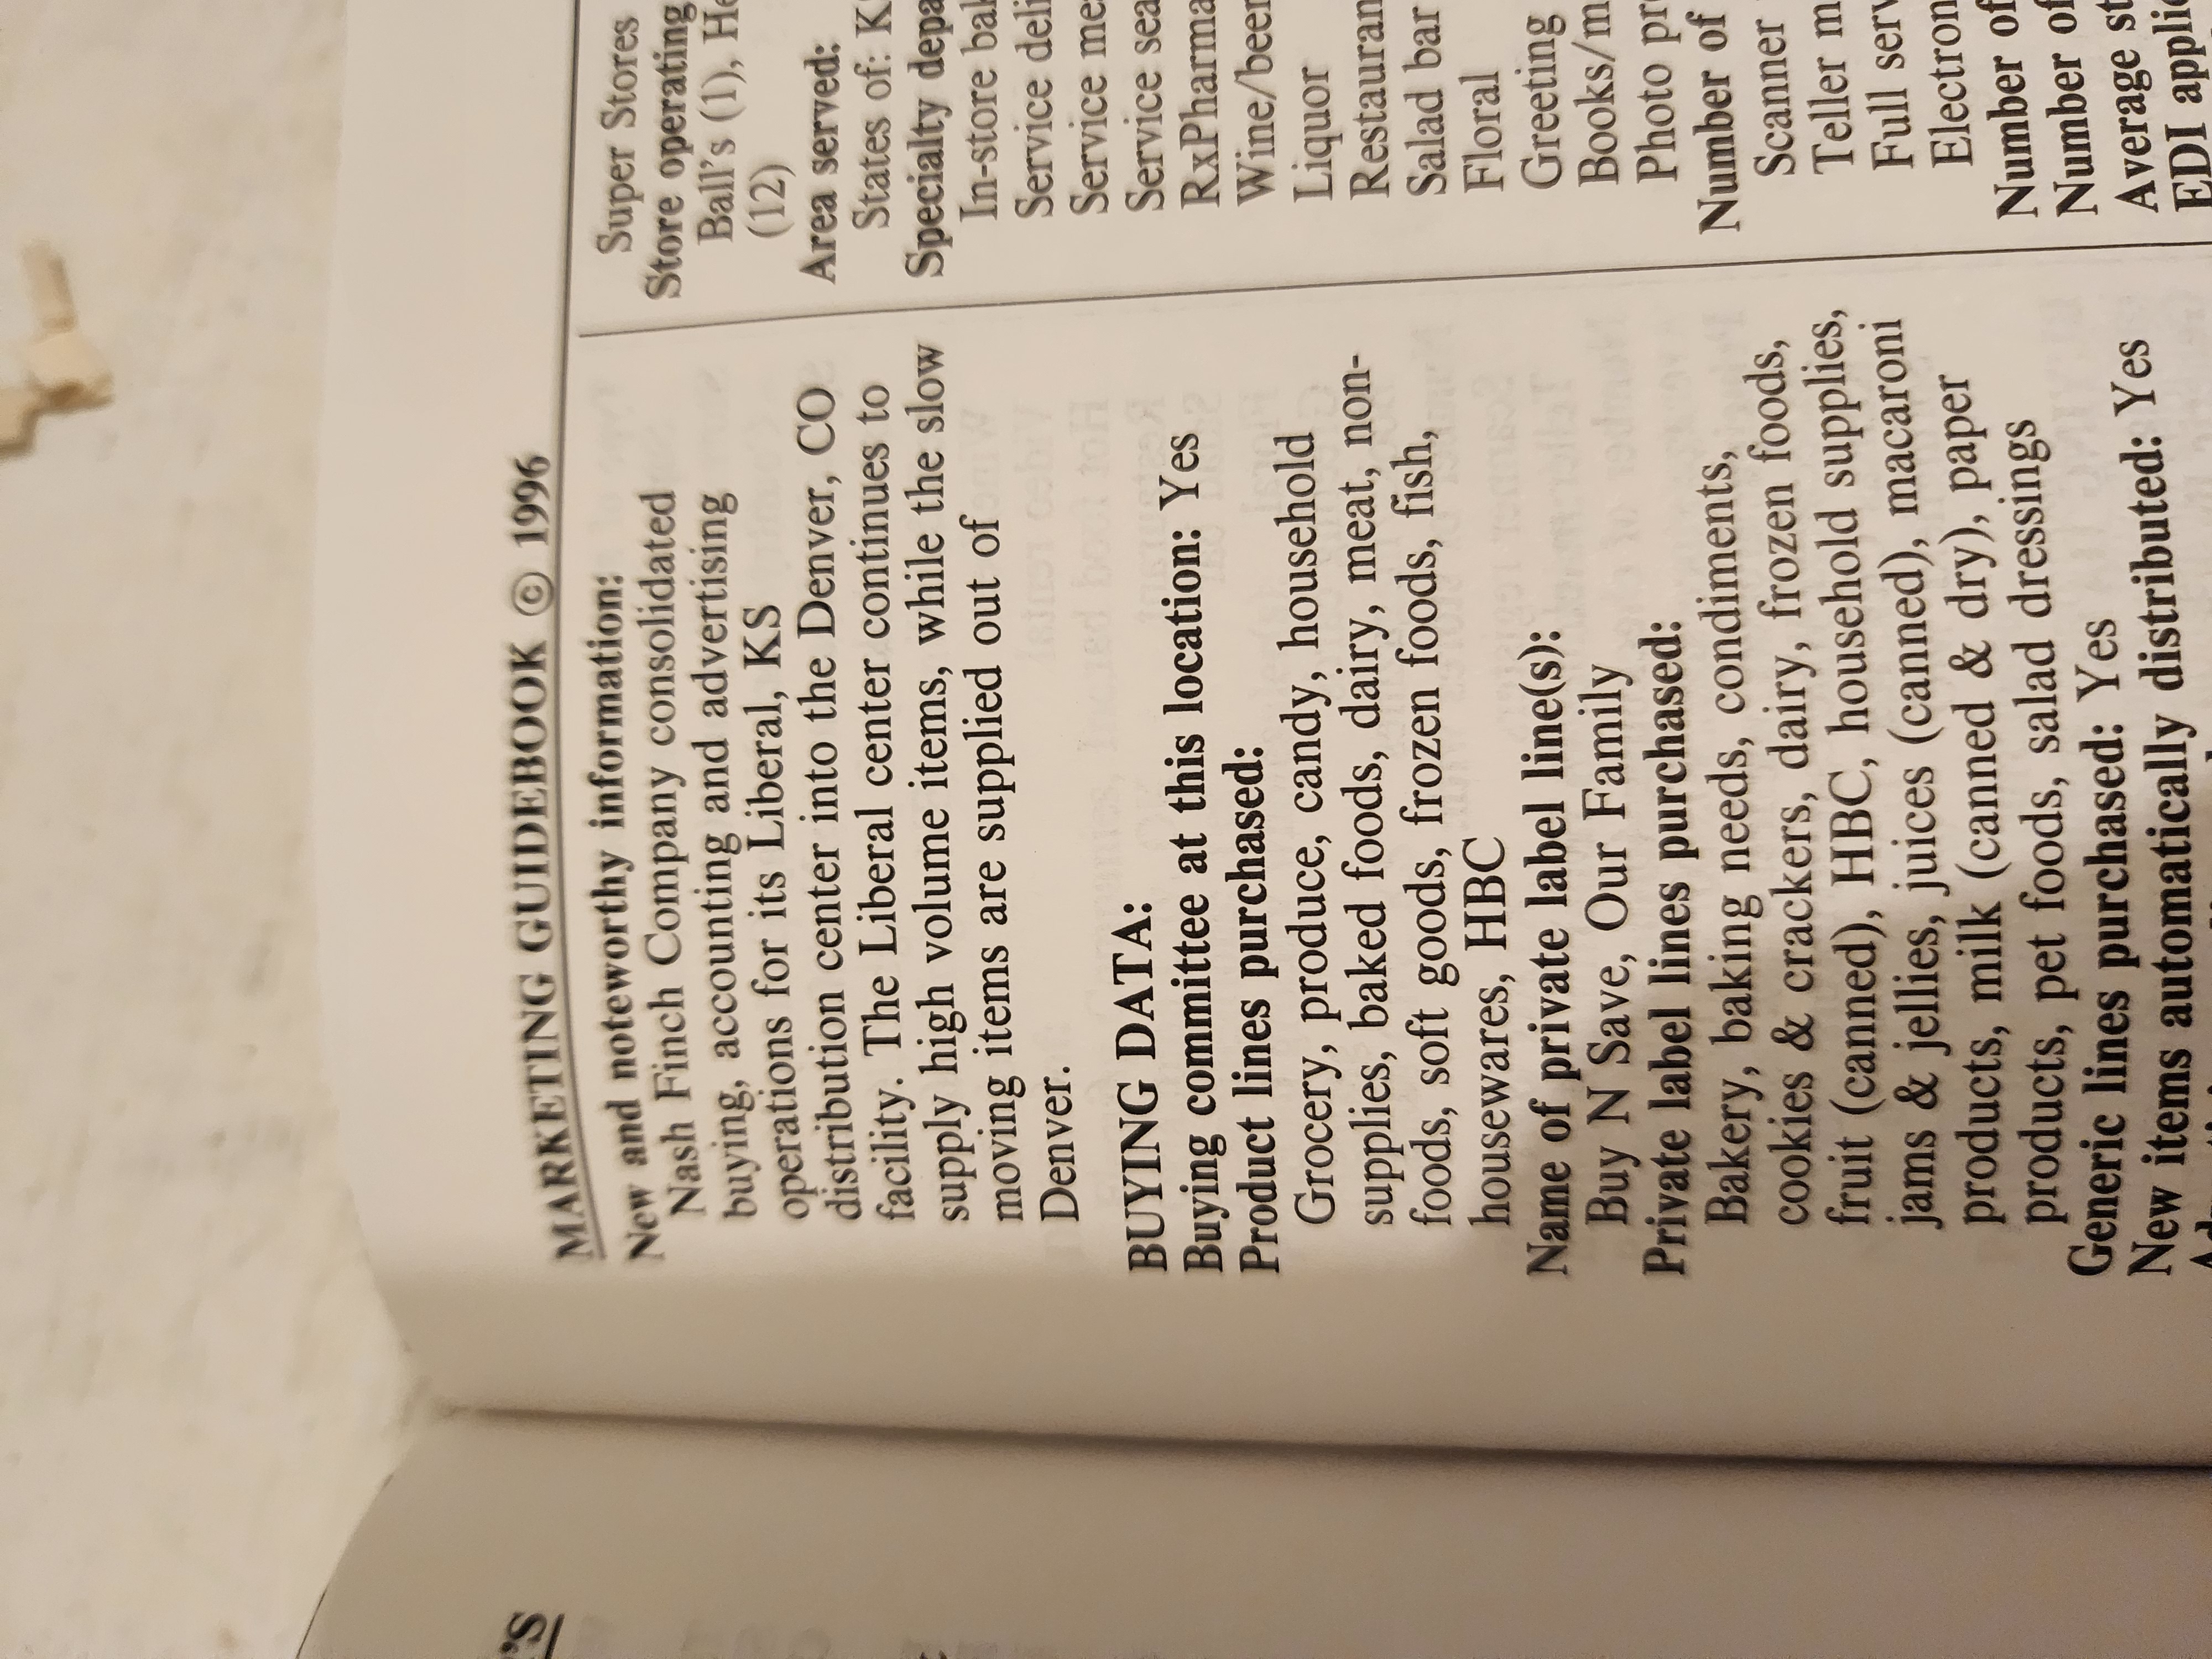 MARKETING GUIDEBOOK © 1996
New and noteworthy information:
Nash Finch Company consolidated
buying, accounting and advertising
operations for its Liberal, KS
distribution center into the Denver, CO
facility. The Liberal center continues to
supply high volume items, while the slow
moving items are supplied out of
Denver.
BUYING DATA:
Buying committee at this location: Yes
Product lines purchased:
Grocery, produce, candy, household
supplies, baked foods, dairy, meat, non-
foods, soft goods, frozen foods, fish,
housewares, HBC
Name of private label line(s):
Buy N Save, Our Family
Private label lines purchased:
Bakery, baking needs, condiments,
cookies & crackers, dairy, frozen foods,
fruit (canned), HBC, household supplies,
jams & jellies, juices (canned), macaroni
products, milk (canned & dry), paper
products, pet foods, salad dressings
Generic lines purchased: Yes
New items automatically distributed: Yes
Super Stores
Store operating
Ball's (1), He
(12)
Area served:
States of: K
Specialty depa
In-store bak
Service deli
Service me
Service sea
RxPharma
Wine/beer
Liquor
Restauran
Salad bar
Floral
Greeting
Books/m
Photo pr
Number of
Scanner
Teller m
Full serv
Electron
Number of
Number of
Average st
EDI applic
'S